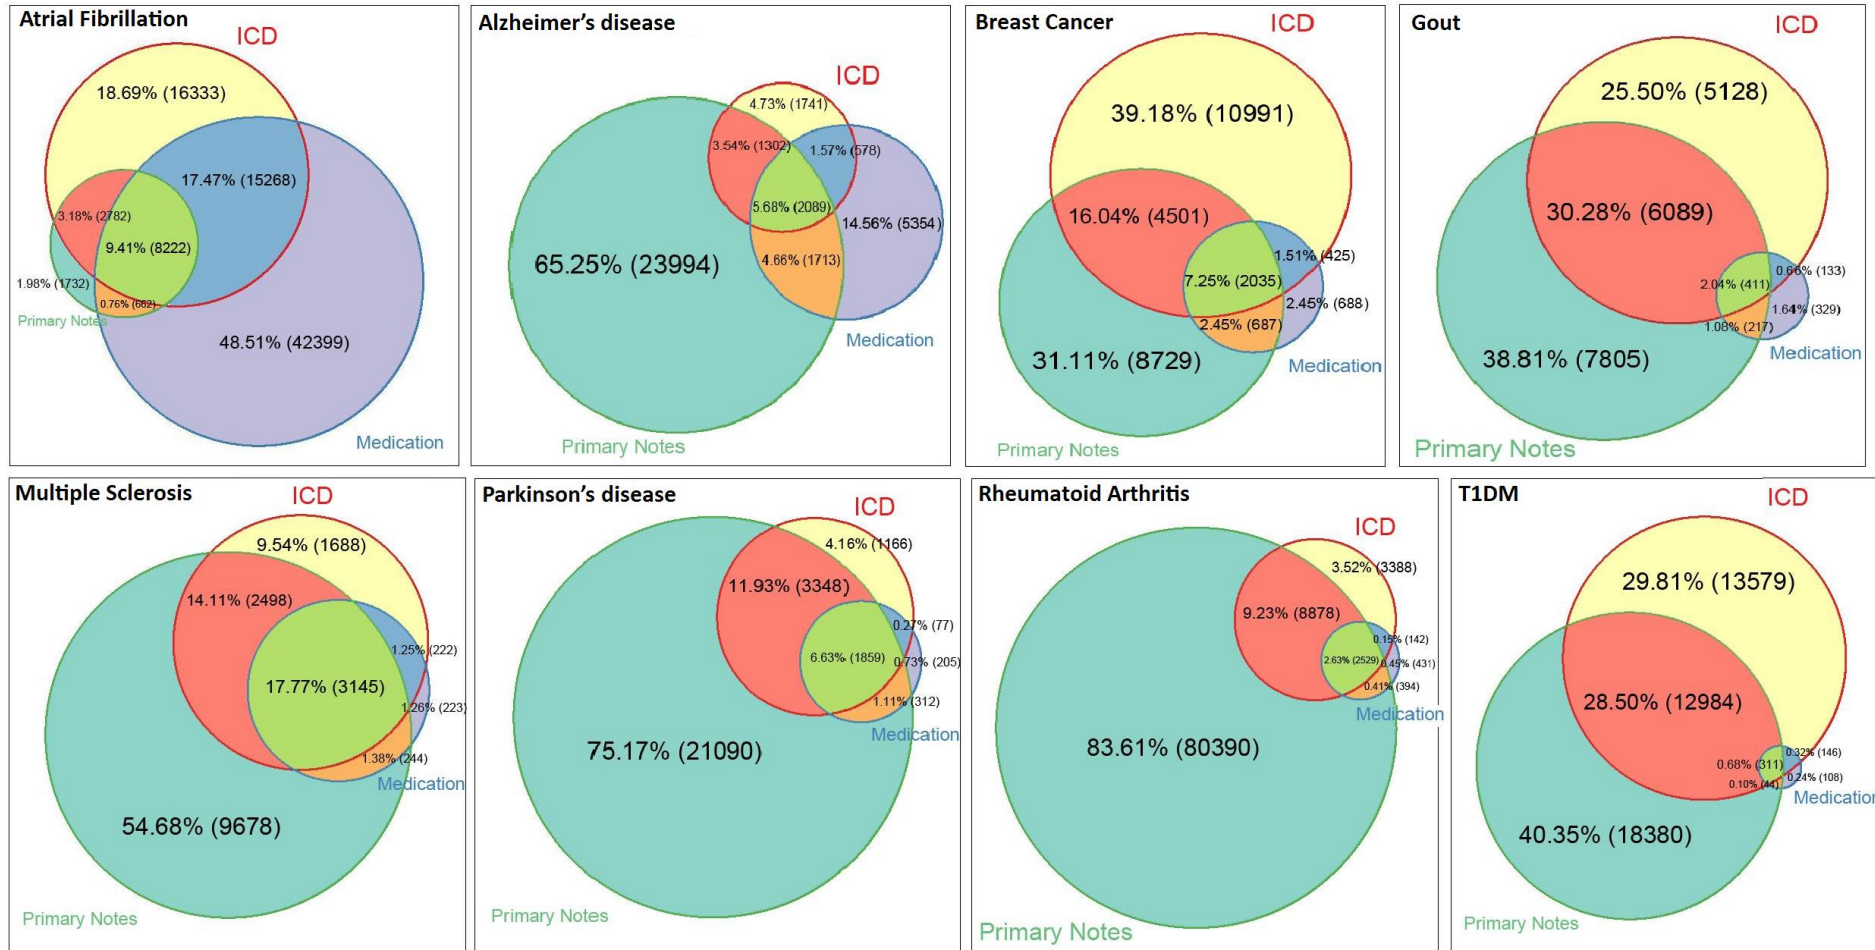 Atrial Fibrillation
ICD
18.69% (16333)
17.47% (15268)
3.18% (2782)
9.41% (8222)
1.98% (1732)
0.76% (662)
Primary Notes
48.51% (42399)
Medication
Alzheimer's disease
ICD
4.73% (1741)
3.54% (1302)
1.57% (578)
5.68% (2089)
14.56% (5354)
65.25% (23994)
4.66% (1713)
Medication
Primary Notes
Breast Cancer
ICD
39.18% (10991)
16.04% (4501)
1.51% (425)
7.25% (2035)
2.45% (688)
2.45% (687)
31.11% (8729)
Medication
Primary Notes
Gout
ICD
25.50% (5128)
30.28% (6089)
0.66% (133)
2.04% (411)
1.64% (329)
1.08% (217)
38.81% (7805)
Medication
Primary Notes
Multiple Sclerosis
ICD
9.54% (1688)
14.11% (2498)
1.25% (222)
17.77% (3145)
1.26% (223)
1.38% (244)
Medication
54.68% (9678)
Primary Notes
Parkinson's disease
ICD
4.16% (1166)
11.93% (3348)
0.27% (77)
6.63% (1859)
0.73% (205)
1.11% (312)
Medication
75.17% (21090)
Primary Notes
Rheumatoid Arthritis
ICD
3.52% (3388)
9.23% (8878)
0.15% (142)
2.63% (2529)
0.45% (431)
0.41% (394)
Medication
83.61% (80390)
Primary Notes
T1DM
ICD
29.81% (13579)
28.50% (12984)
0.32% (146)
0.68% (311)
0.24% (108)
0.10% (44)
Medication
40.35% (18380)
Primary Notes